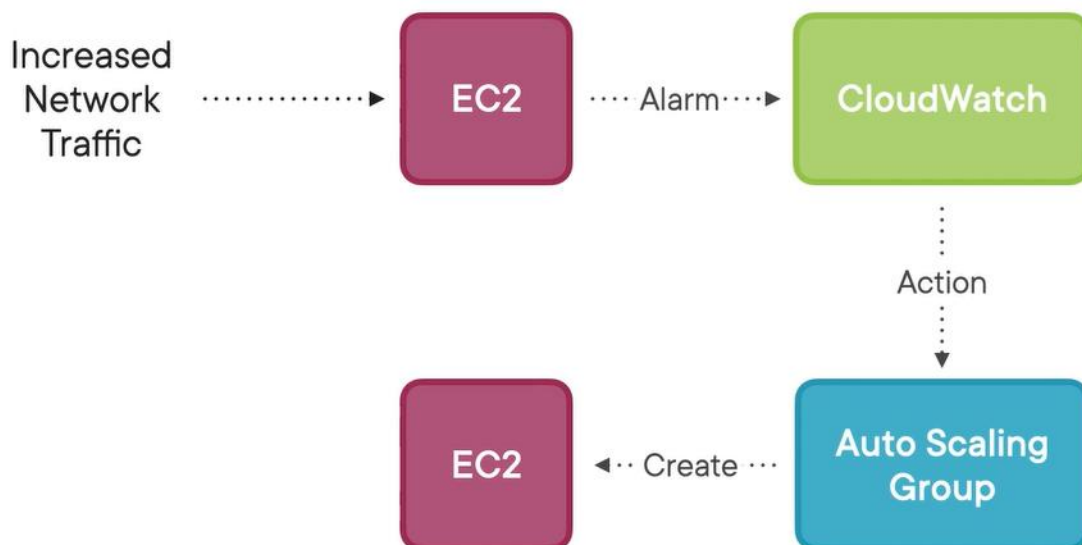 Increased
Network
Traffic
EC2
Alarm
CloudWatch
Action
Auto Scaling
Group
Create
EC2